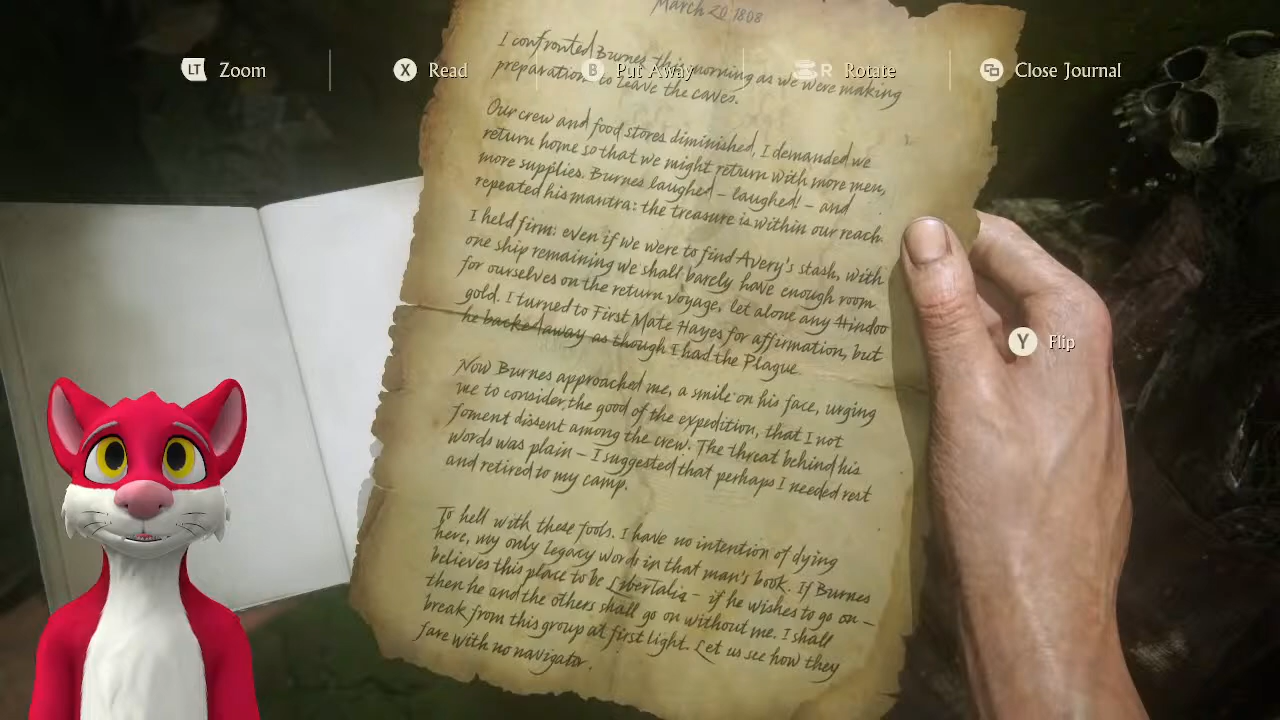 LT Zoom
X Read
B Put Away
R Rotate
Close Journal
March 20 1808
I confronted Burnes this morning as we were making
preparation to leave the caves.
Our crew and food stores diminished, I demanded we
return home so that we might return with more men,
more supplies. Burnes laughed – laughed! – and
repeated his mantra: the treasure is within our reach.
I held firm: even if we were to find Avery's stash, with
one ship remaining we shall barely have enough room
for ourselves on the return voyage, let alone any Hindoo
gold. I turned to First Mate Hayes for affirmation, but
he backed away as though I had the Plague
Y Flip
Now Burnes approached me, a smile on his face, urging
me to consider the good of the expedition, that I not
foment dissent among the crew. The threat behind his
words was plain – I suggested that perhaps I needed rest
and retired to my camp.
To hell with these fools. I have no intention of dying
here, my only legacy words in that man's book. If Burnes
believes this place to be Libertalia – if he wishes to go on –
then he and the others shall go on without me. I shall
break from this group at first light. Let us see how they
fare with no navigator.